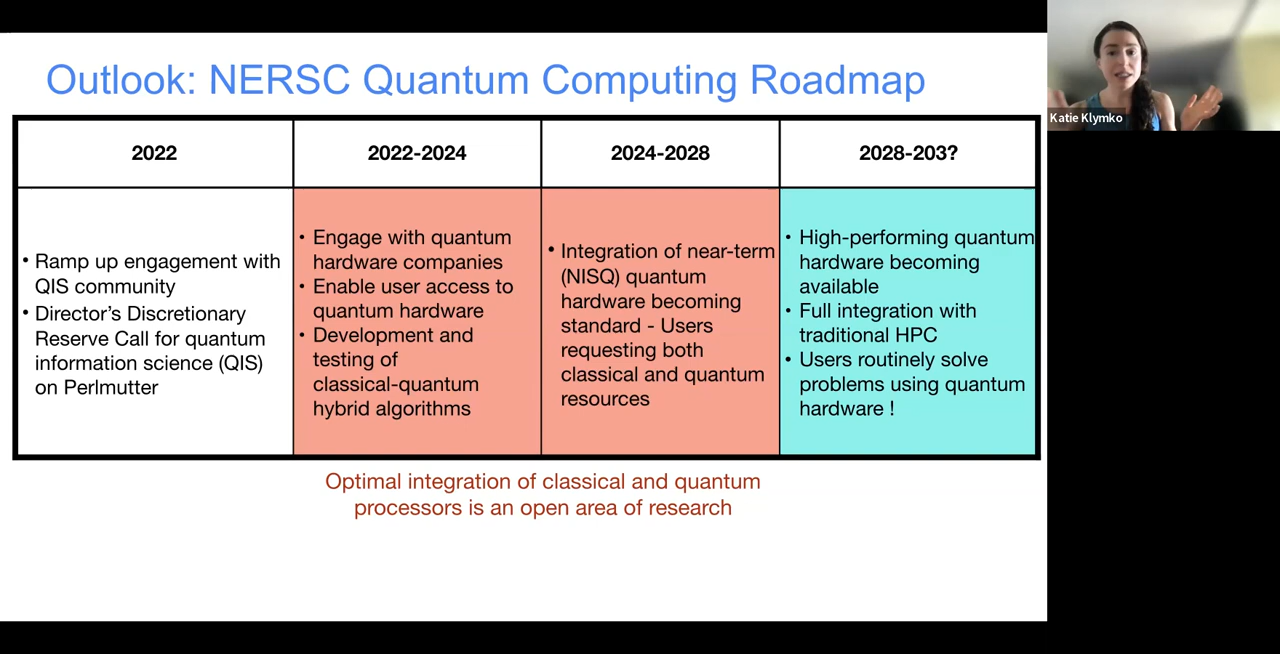 Outlook: NERSC Quantum Computing Roadmap
Katie Klymko
2022
2022-2024
2024-2028
2028-203?
• Ramp up engagement with
QIS community
• Director's Discretionary
Reserve Call for quantum
information science (QIS)
on Perlmutter
• Engage with quantum
hardware companies
• Enable user access to
quantum hardware
• Development and
testing of
classical-quantum
hybrid algorithms
• Integration of near-term
(NISQ) quantum
hardware becoming
standard - Users
requesting both
classical and quantum
resources
• High-performing quantum
hardware becoming
available
• Full integration with
traditional HPC
• Users routinely solve
problems using quantum
hardware !
Optimal integration of classical and quantum
processors is an open area of research